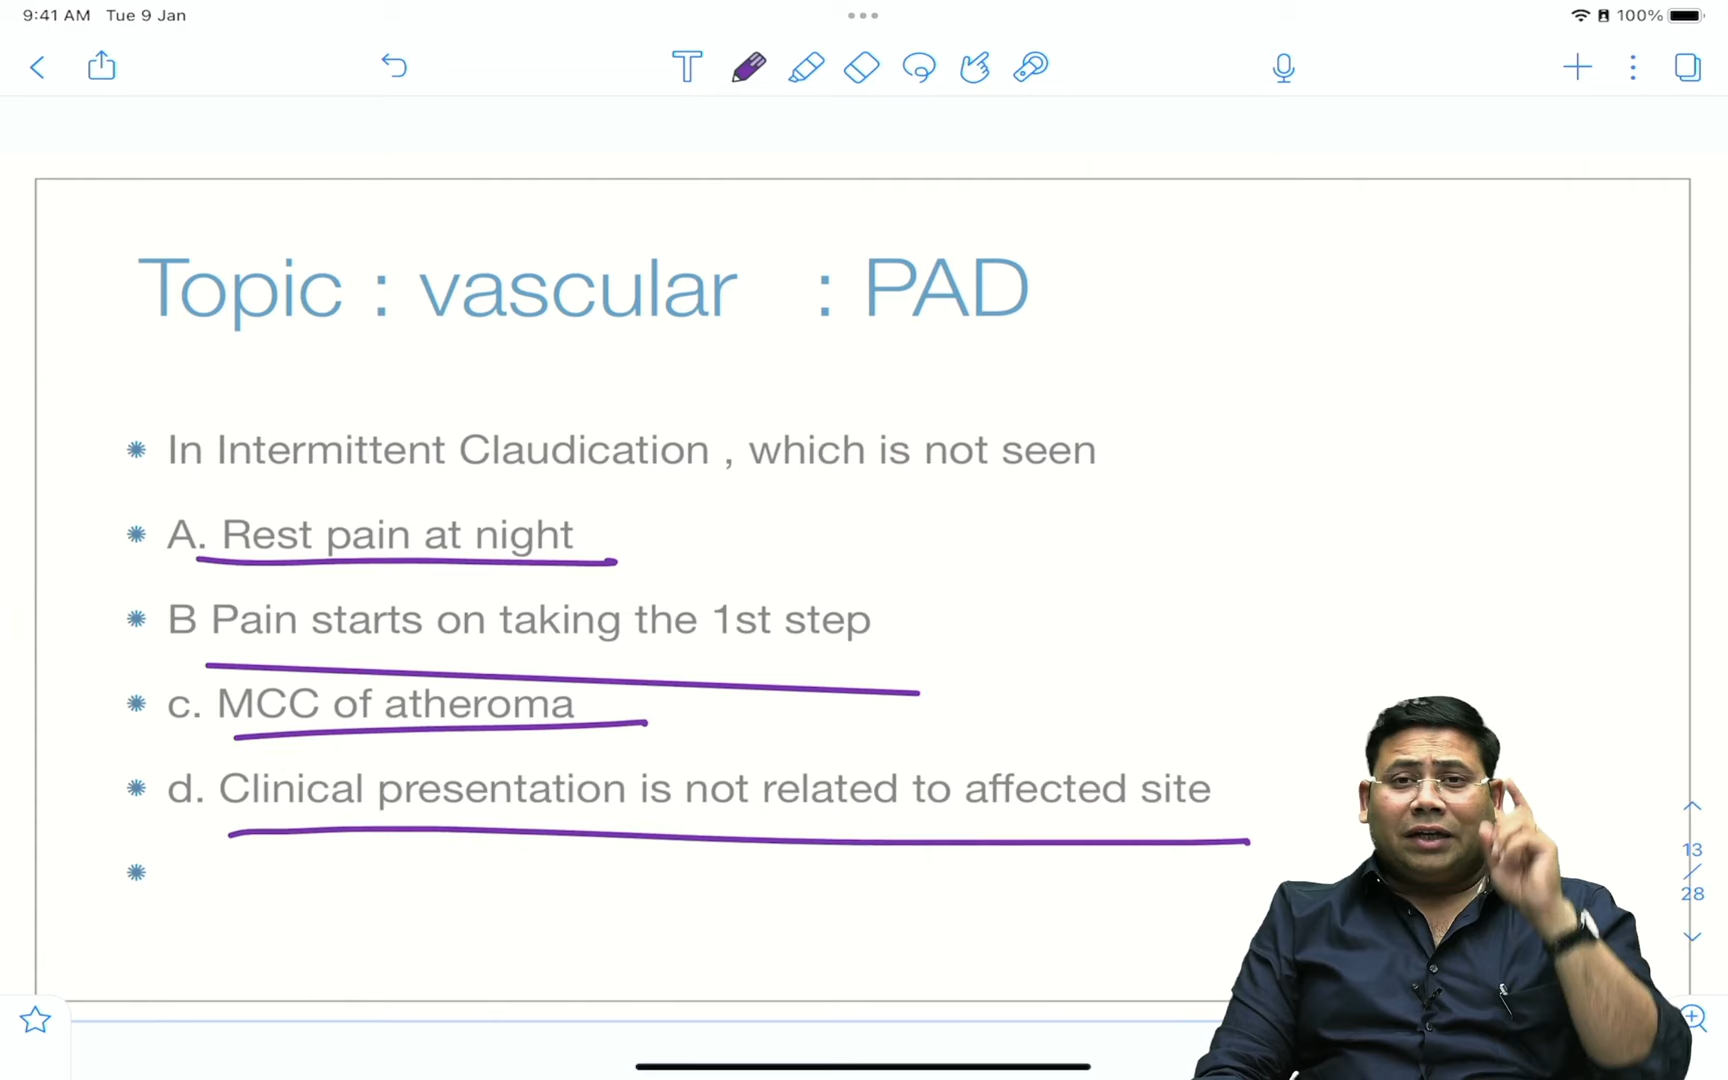 9:41 AM Tue 9 Jan
100%
T
Topic : vascular : PAD
In Intermittent Claudication , which is not seen
A. Rest pain at night
B Pain starts on taking the 1st step
c. MCC of atheroma
d. Clinical presentation is not related to affected site
13
/
28